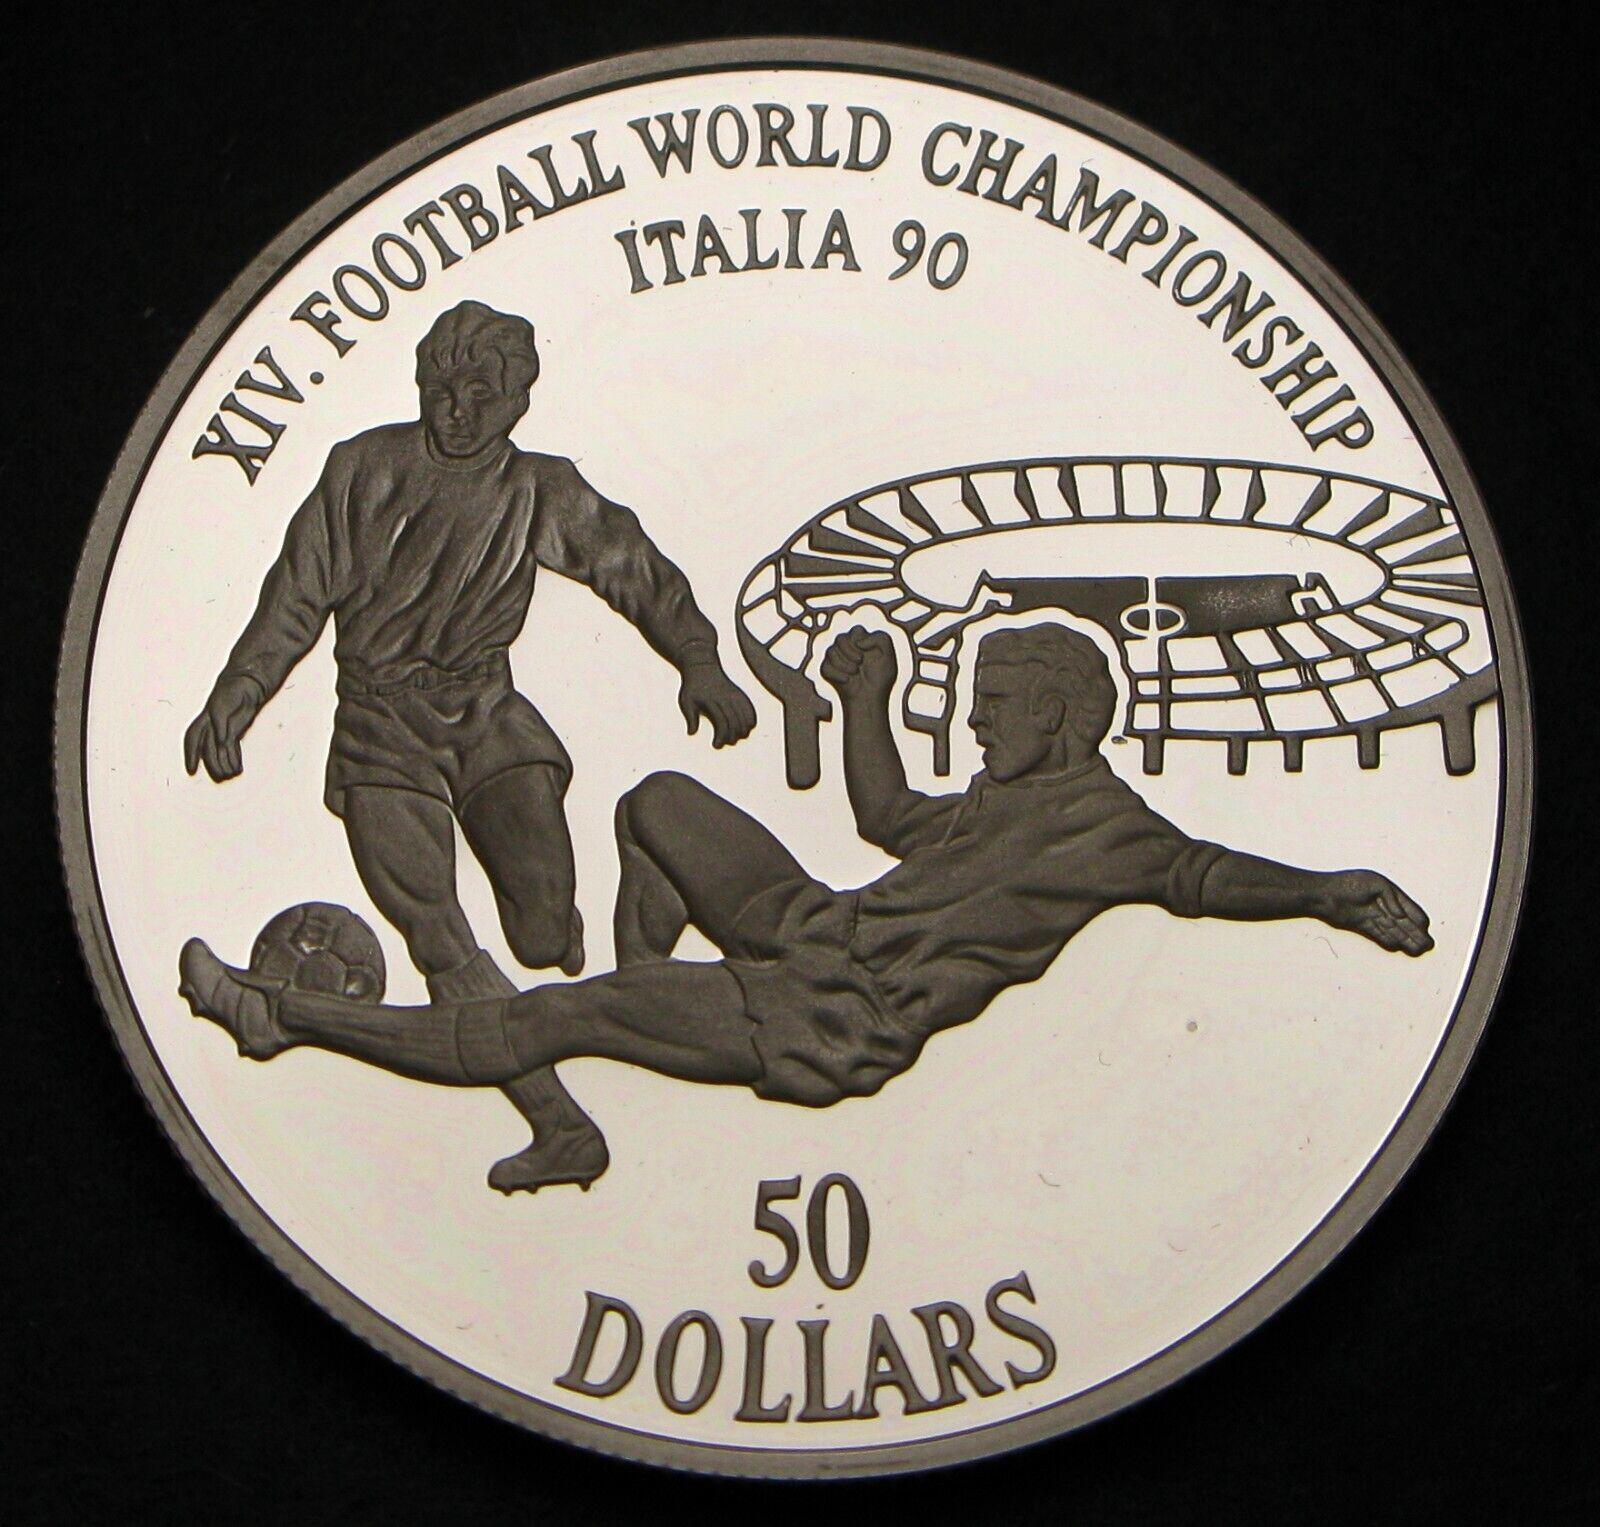 XIV. FOOTBALL WORLD CHAMPIONSHIP
ITALIA 90
50
DOLLARS